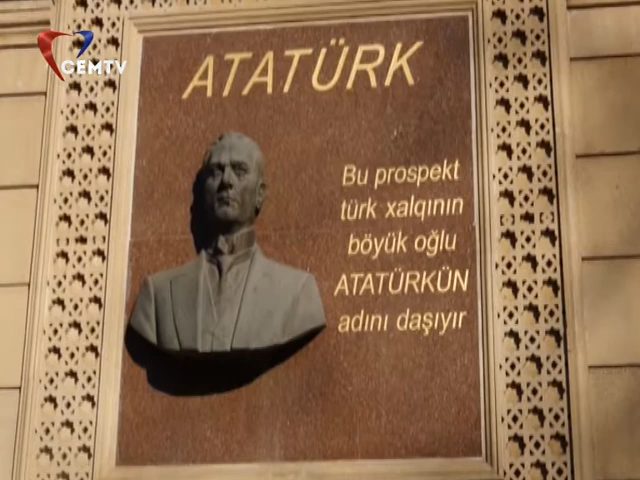 CEMTV
ATATÜRK
Bu prospekt
türk xalqının
böyük oğlu
ATATÜRKÜN
adını daşıyır